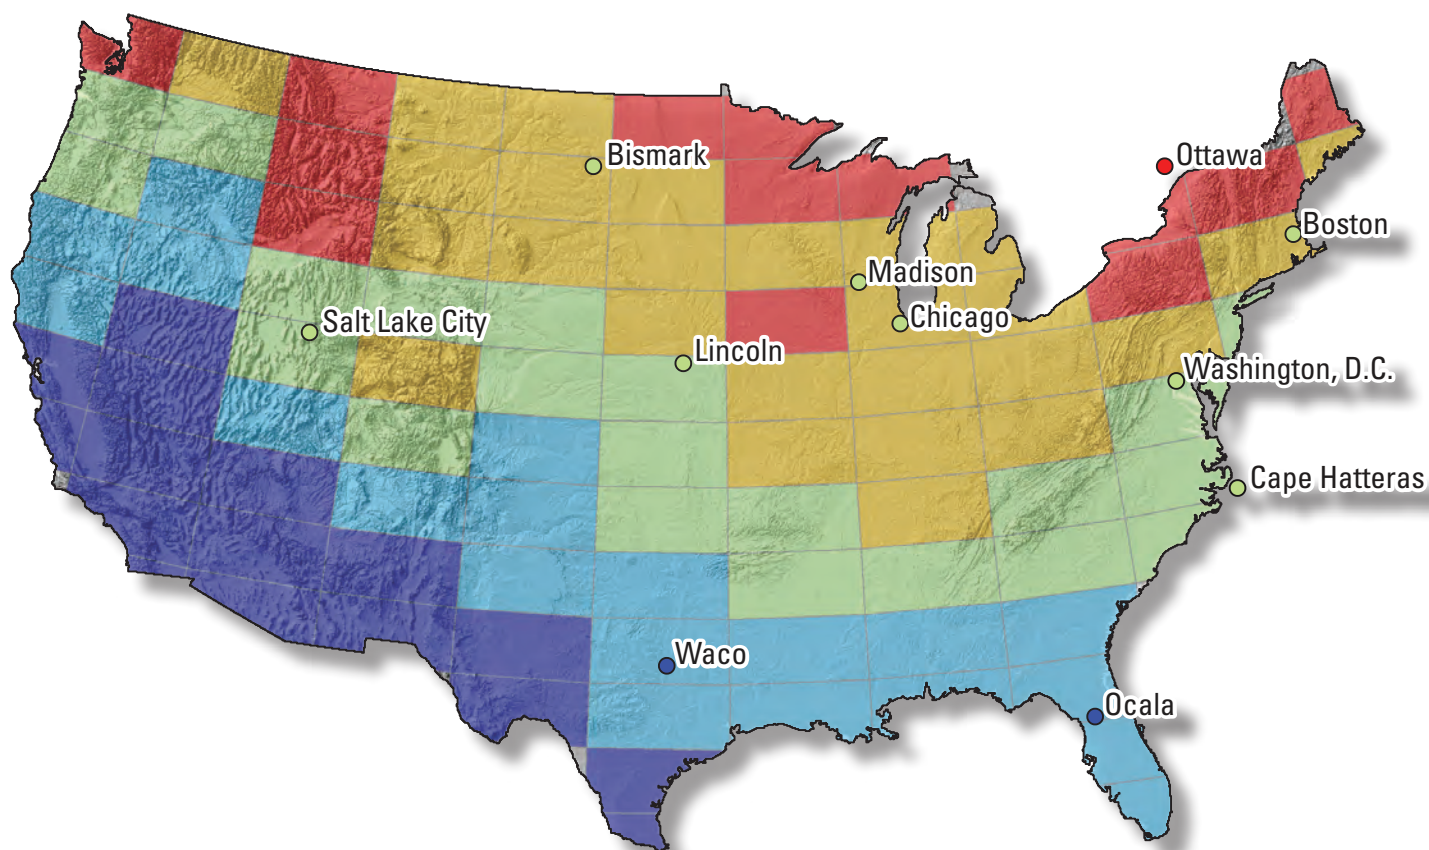 Bismark
Ottawa
Boston
Madison
Chicago
Salt Lake City
Lincoln
Washington, D.C.
Cape Hatteras
Waco
Ocala